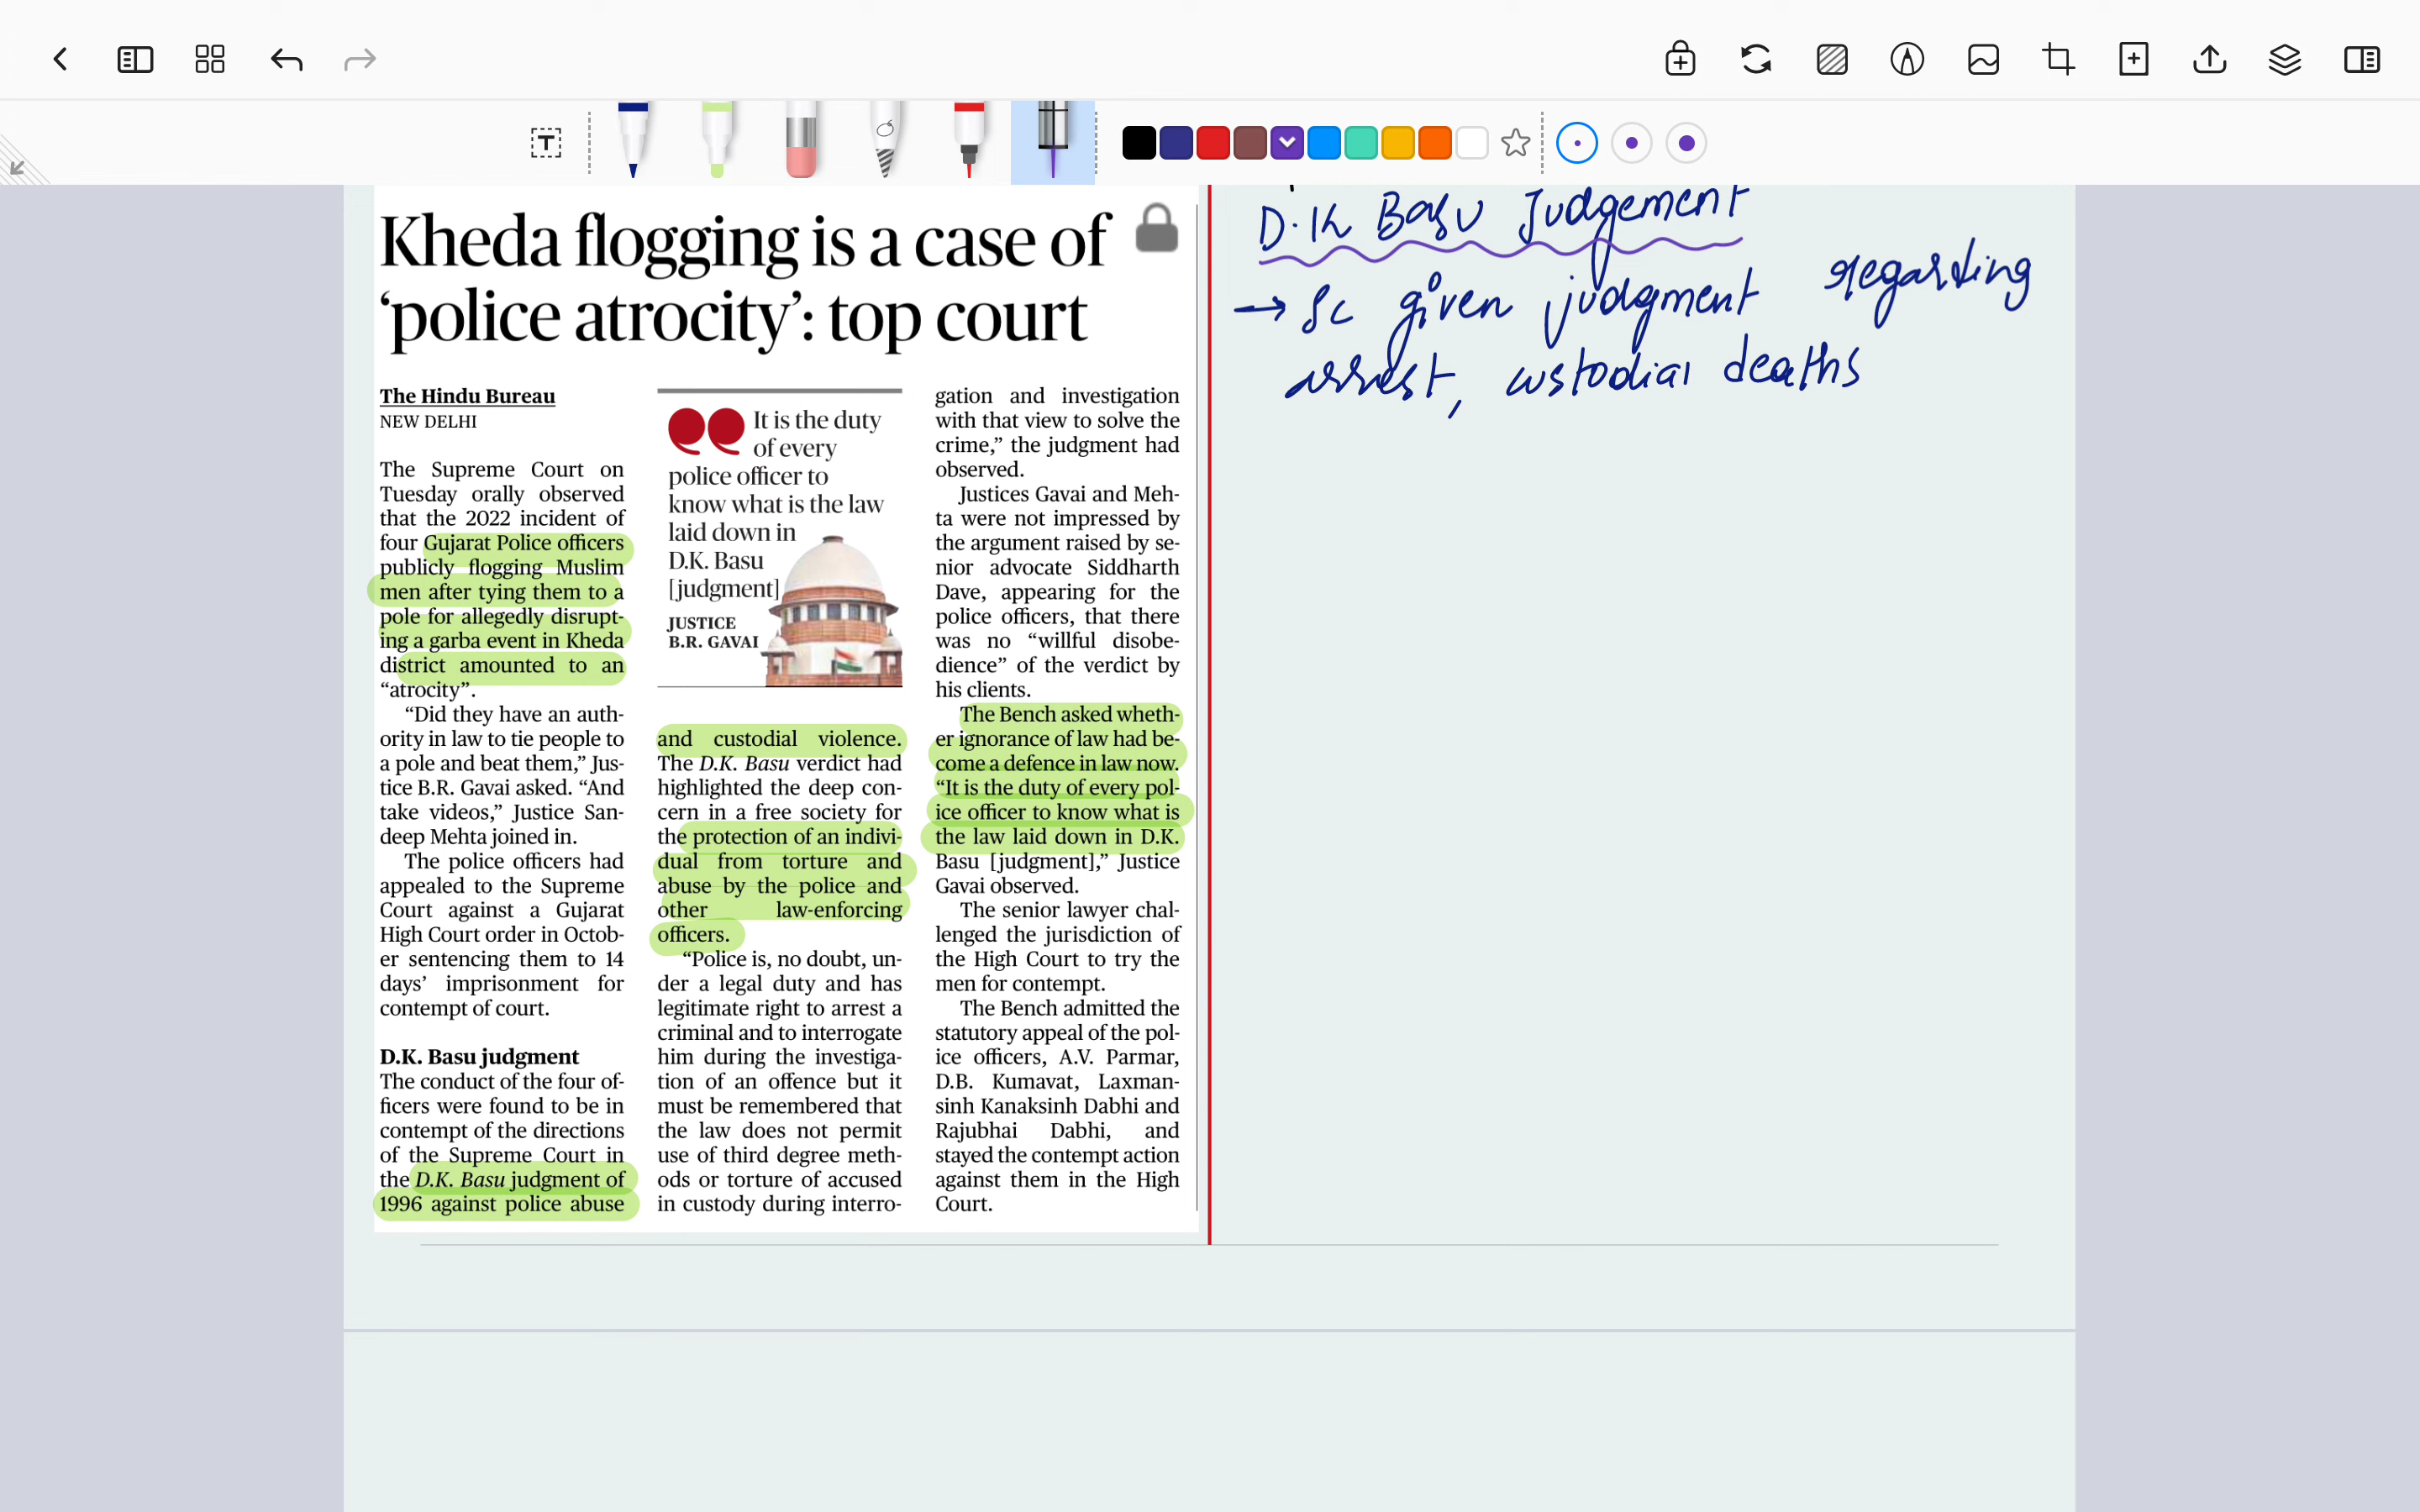 T
Kheda flogging is a case of
‘police atrocity’: top court
The Hindu Bureau
NEW DELHI
The Supreme Court on
Tuesday orally observed
that the 2022 incident of
four Gujarat Police officers
publicly flogging Muslim
men after tying them to a
pole for allegedly disrupt-
ing a garba event in Kheda
district amounted to an
“atrocity”.
“Did they have an auth-
ority in law to tie people to
a pole and beat them,” Jus-
tice B.R. Gavai asked. “And
take videos,” Justice San-
deep Mehta joined in.
The police officers had
appealed to the Supreme
Court against a Gujarat
High Court order in Octob-
er sentencing them to 14
days’ imprisonment for
contempt of court.
D.K. Basu judgment
The conduct of the four of-
ficers were found to be in
contempt of the directions
of the Supreme Court in
the D.K. Basu judgment of
1996 against police abuse
It is the duty
of every
police officer to
know what is the law
laid down in
D.K. Basu
[judgment]
JUSTICE
B.R. GAVAI
and custodial violence.
The D.K. Basu verdict had
highlighted the deep con-
cern in a free society for
the protection of an indivi-
dual from torture and
abuse by the police and
other law-enforcing
officers.
“Police is, no doubt, un-
der a legal duty and has
legitimate right to arrest a
criminal and to interrogate
him during the investiga-
tion of an offence but it
must be remembered that
the law does not permit
use of third degree meth-
ods or torture of accused
in custody during interro-
gation and investigation
with that view to solve the
crime,” the judgment had
observed.
Justices Gavai and Meh-
ta were not impressed by
the argument raised by se-
nior advocate Siddharth
Dave, appearing for the
police officers, that there
was no “willful disobe-
dience” of the verdict by
his clients.
The Bench asked wheth-
er ignorance of law had be-
come a defence in law now.
“It is the duty of every pol-
ice officer to know what is
the law laid down in D.K.
Basu [judgment],” Justice
Gavai observed.
The senior lawyer chal-
lenged the jurisdiction of
the High Court to try the
men for contempt.
The Bench admitted the
statutory appeal of the pol-
ice officers, A.V. Parmar,
D.B. Kumavat, Laxman-
sinh Kanaksinh Dabhi and
Rajubhai Dabhi, and
stayed the contempt action
against them in the High
Court.
D.K Basu Judgement
→ Sc given judgment regarding
arrest, custodial deaths